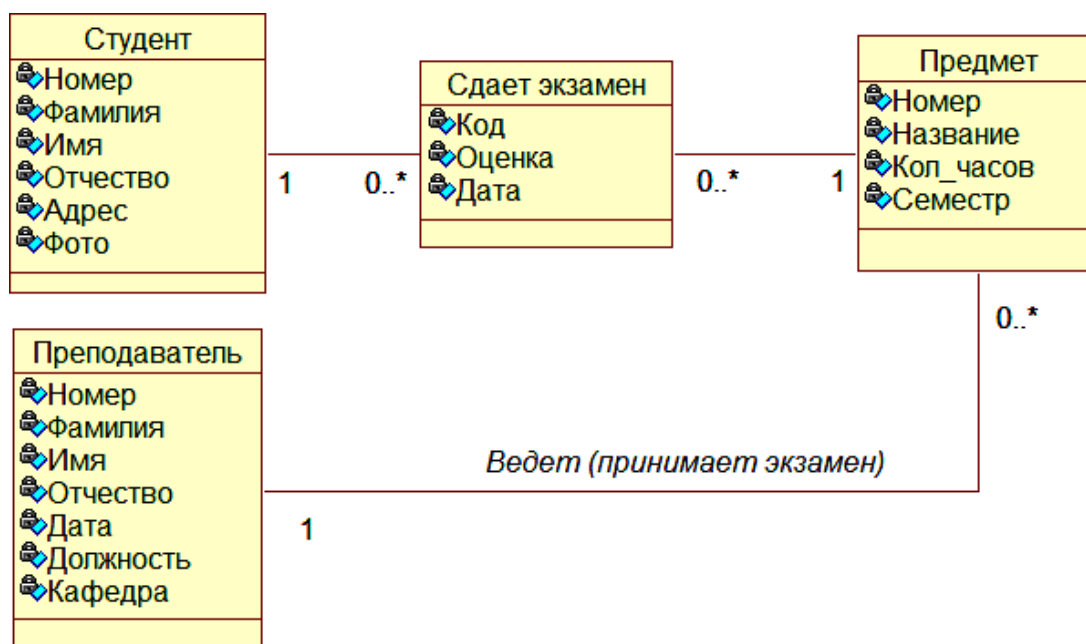 Студент
Номер
Фамилия
Имя
Отчество
Адрес
Фото
1
0..*
Сдает экзамен
Код
Оценка
Дата
0..*
1
Предмет
Номер
Название
Кол_часов
Семестр
0..*
Преподаватель
Номер
Фамилия
Имя
Отчество
Дата
Должность
Кафедра
Ведет (принимает экзамен)
1